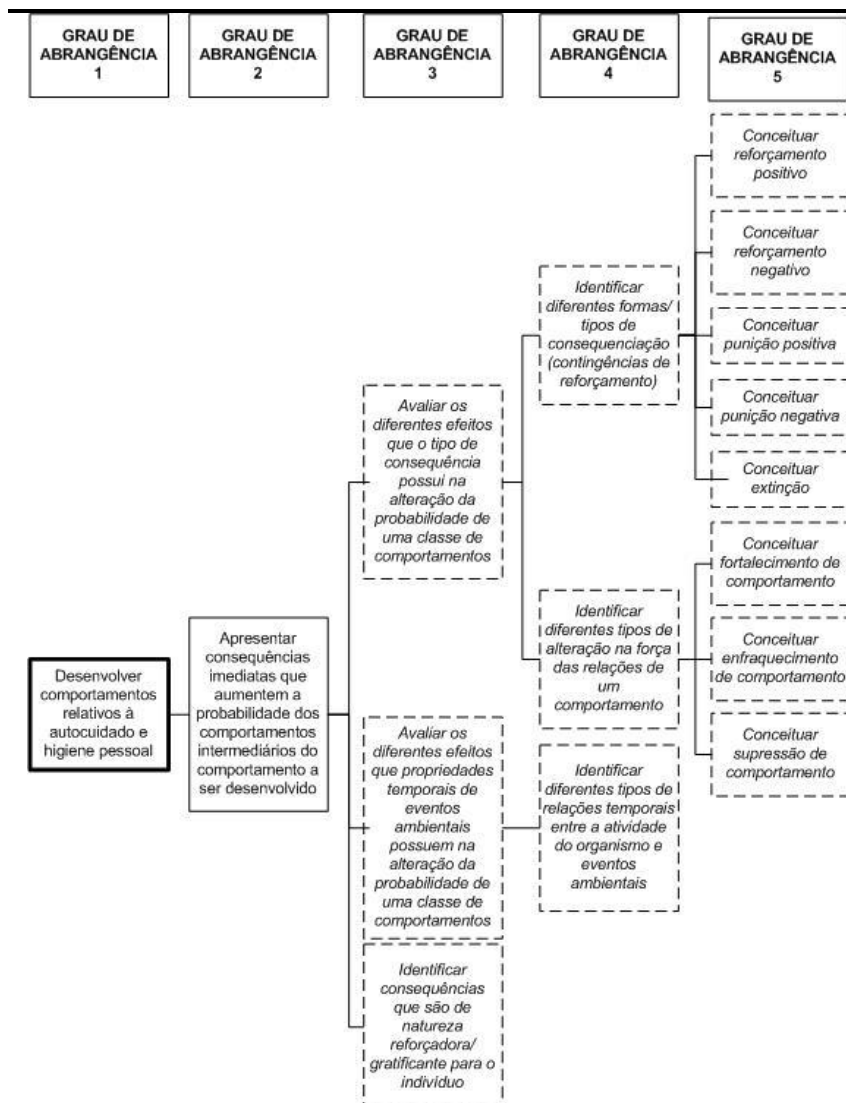 GRAU DE
ABRANGÊNCIA
1
GRAU DE
ABRANGÊNCIA
2
GRAU DE
ABRANGÊNCIA
3
GRAU DE
ABRANGÊNCIA
4
GRAU DE
ABRANGÊNCIA
5
Desenvolver
comportamentos
relativos à
autocuidado e
higiene pessoal
Apresentar
consequências
imediatas que
aumentem a
probabilidade dos
comportamentos
intermediários do
comportamento a
ser desenvolvido
Avaliar os
diferentes efeitos
que o tipo de
consequência
possui na
alteração da
probabilidade de
uma classe de
comportamentos
Avaliar os
diferentes efeitos
que propriedades
temporais de
eventos
ambientais
possuem na
alteração da
probabilidade de
uma classe de
comportamentos
Identificar
consequências
que são de
natureza
reforçadora/
gratificante para o
indivíduo
Identificar
diferentes formas/
tipos de
consequenciação
(contingências de
reforçamento)
Identificar
diferentes tipos de
alteração na força
das relações de
um
comportamento
Identificar
diferentes tipos de
relações temporais
entre a atividade
do organismo e
eventos
ambientais
Conceituar
reforçamento
positivo
Conceituar
reforçamento
negativo
Conceituar
punição positiva
Conceituar
punição negativa
Conceituar
extinção
Conceituar
fortalecimento de
comportamento
Conceituar
enfraquecimento
de comportamento
Conceituar
supressão de
comportamento